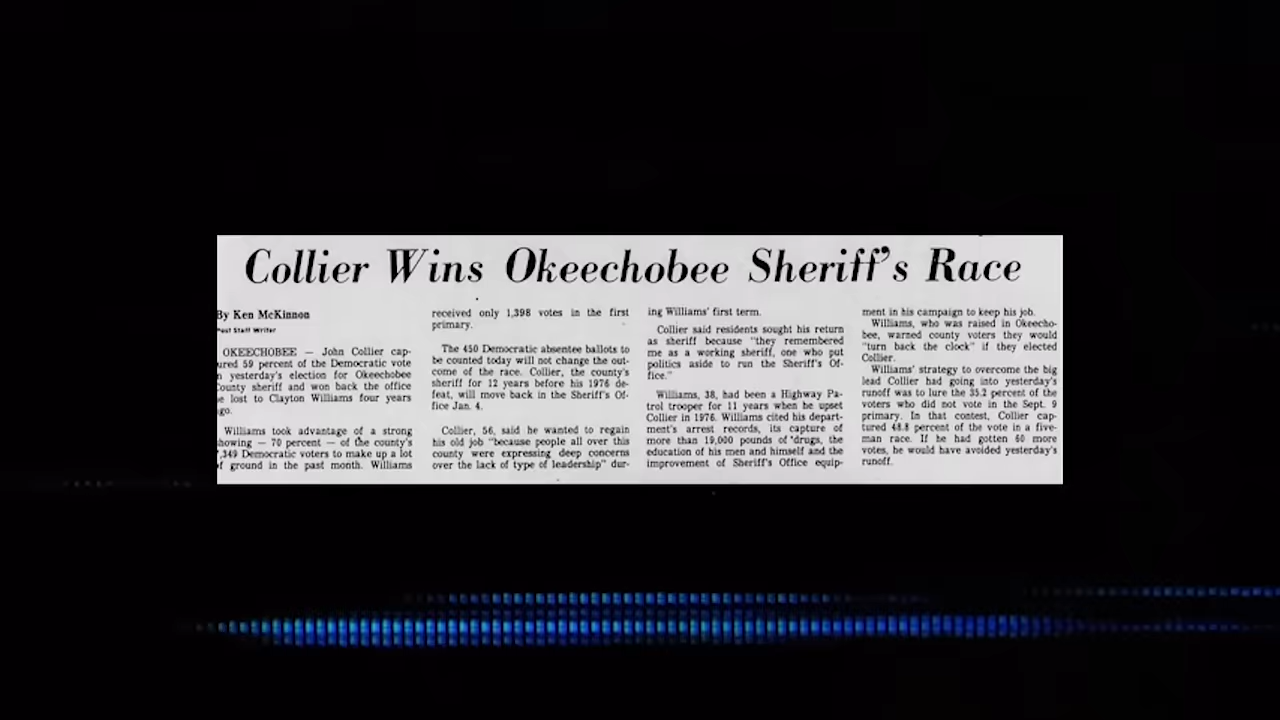 Collier Wins Okeechobee Sheriff's Race
By Ken McKinnon
Post Staff Writer
OKEECHOBEE — John Collier cap-
ured 59 percent of the Democratic vote
n yesterday's election for Okeechobee
County sheriff and won back the office
e lost to Clayton Williams four years
go.
Williams took advantage of a strong
howing — 70 percent — of the county's
,349 Democratic voters to make up a lot
f ground in the past month. Williams
received only 1,398 votes in the first
primary.
The 450 Democratic absentee ballots to
be counted today will not change the out-
come of the race. Collier, the county's
sheriff for 12 years before his 1976 de-
feat, will move back in the Sheriff's Of-
fice Jan. 4.
Collier, 56, said he wanted to regain
his old job "because people all over this
county were expressing deep concerns
over the lack of type of leadership" dur-
ing Williams' first term.
Collier said residents sought his return
as sheriff because "they remembered
me as a working sheriff, one who put
politics aside to run the Sheriff's Of-
fice."
Williams, 38, had been a Highway Pa-
trol trooper for 11 years when he upset
Collier in 1976. Williams cited his depart-
ment's arrest records, its capture of
more than 19,000 pounds of drugs, the
education of his men and himself and the
improvement of Sheriff's Office equip-
ment in his campaign to keep his job.
Williams, who was raised in Okeecho-
bee, warned county voters they would
"turn back the clock" if they elected
Collier.
Williams' strategy to overcome the big
lead Collier had going into yesterday's
runoff was to lure the 35.2 percent of the
voters who did not vote in the Sept. 9
primary. In that contest, Collier cap-
tured 48.8 percent of the vote in a five-
man race. If he had gotten 60 more
votes, he would have avoided yesterday's
runoff.